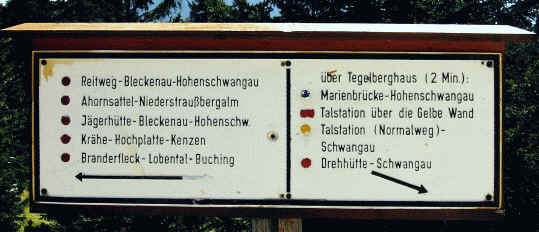 Reitweg-Bleckenau-Hohenschwangau
Ahornsattel-Niederstraußbergalm
Jägerhütte-Bleckenau-Hohenschw.
Krähe-Hochplatte-Kenzen
Branderfleck-Lobental-Buching
über Tegelberghaus (2 Min.):
Marienbrücke-Hohenschwangau
Talstation über die Gelbe Wand
Talstation (Normalweg)-
Schwangau
Drehhütte-Schwangau